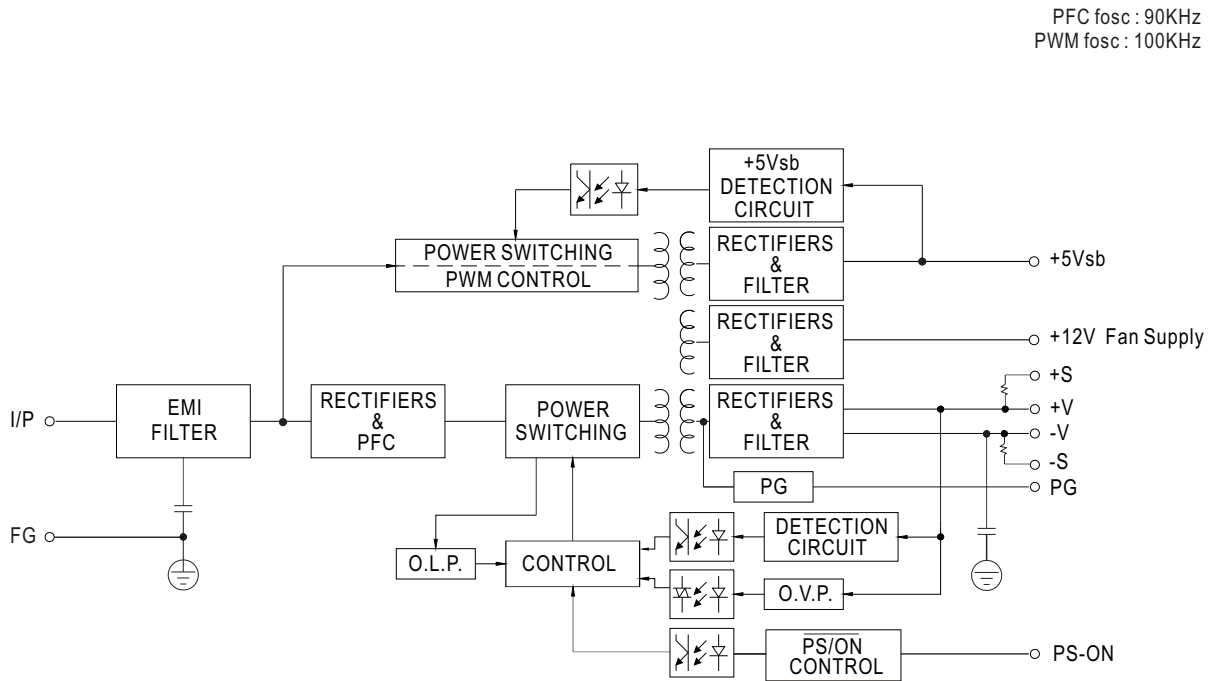 PFC fosc : 90KHz
PWM fosc : 100KHz
+5Vsb
DETECTION
CIRCUIT
POWER SWITCHING
PWM CONTROL
RECTIFIERS
&
FILTER
+5Vsb
RECTIFIERS
&
FILTER
+12V Fan Supply
I/P
EMI
FILTER
RECTIFIERS
&
PFC
POWER
SWITCHING
RECTIFIERS
&
FILTER
+S
+V
-V
-S
PG
PG
FG
O.L.P.
CONTROL
DETECTION
CIRCUIT
O.V.P.
PS/ON
CONTROL
PS-ON